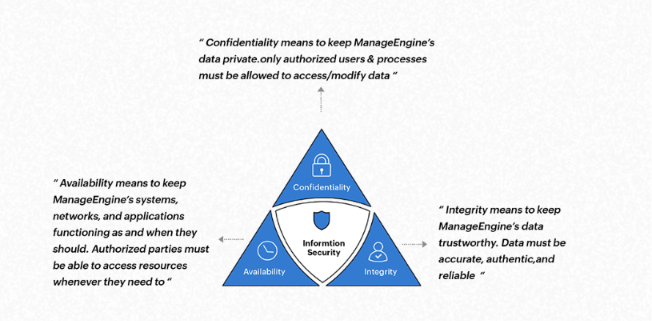 “ Confidentiality means to keep ManageEngine’s
data private.only authorized users & processes
must be allowed to access/modify data “
Confidentiality
“ Availability means to keep
ManageEngine’s systems,
networks, and applications
functioning as and when they
should. Authorized parties must
be able to access resources
whenever they need to “
Availability
Informtion
Security
Integrity
“ Integrity means to keep
ManageEngine’s data
trustworthy. Data must be
accurate, authentic,and
reliable “